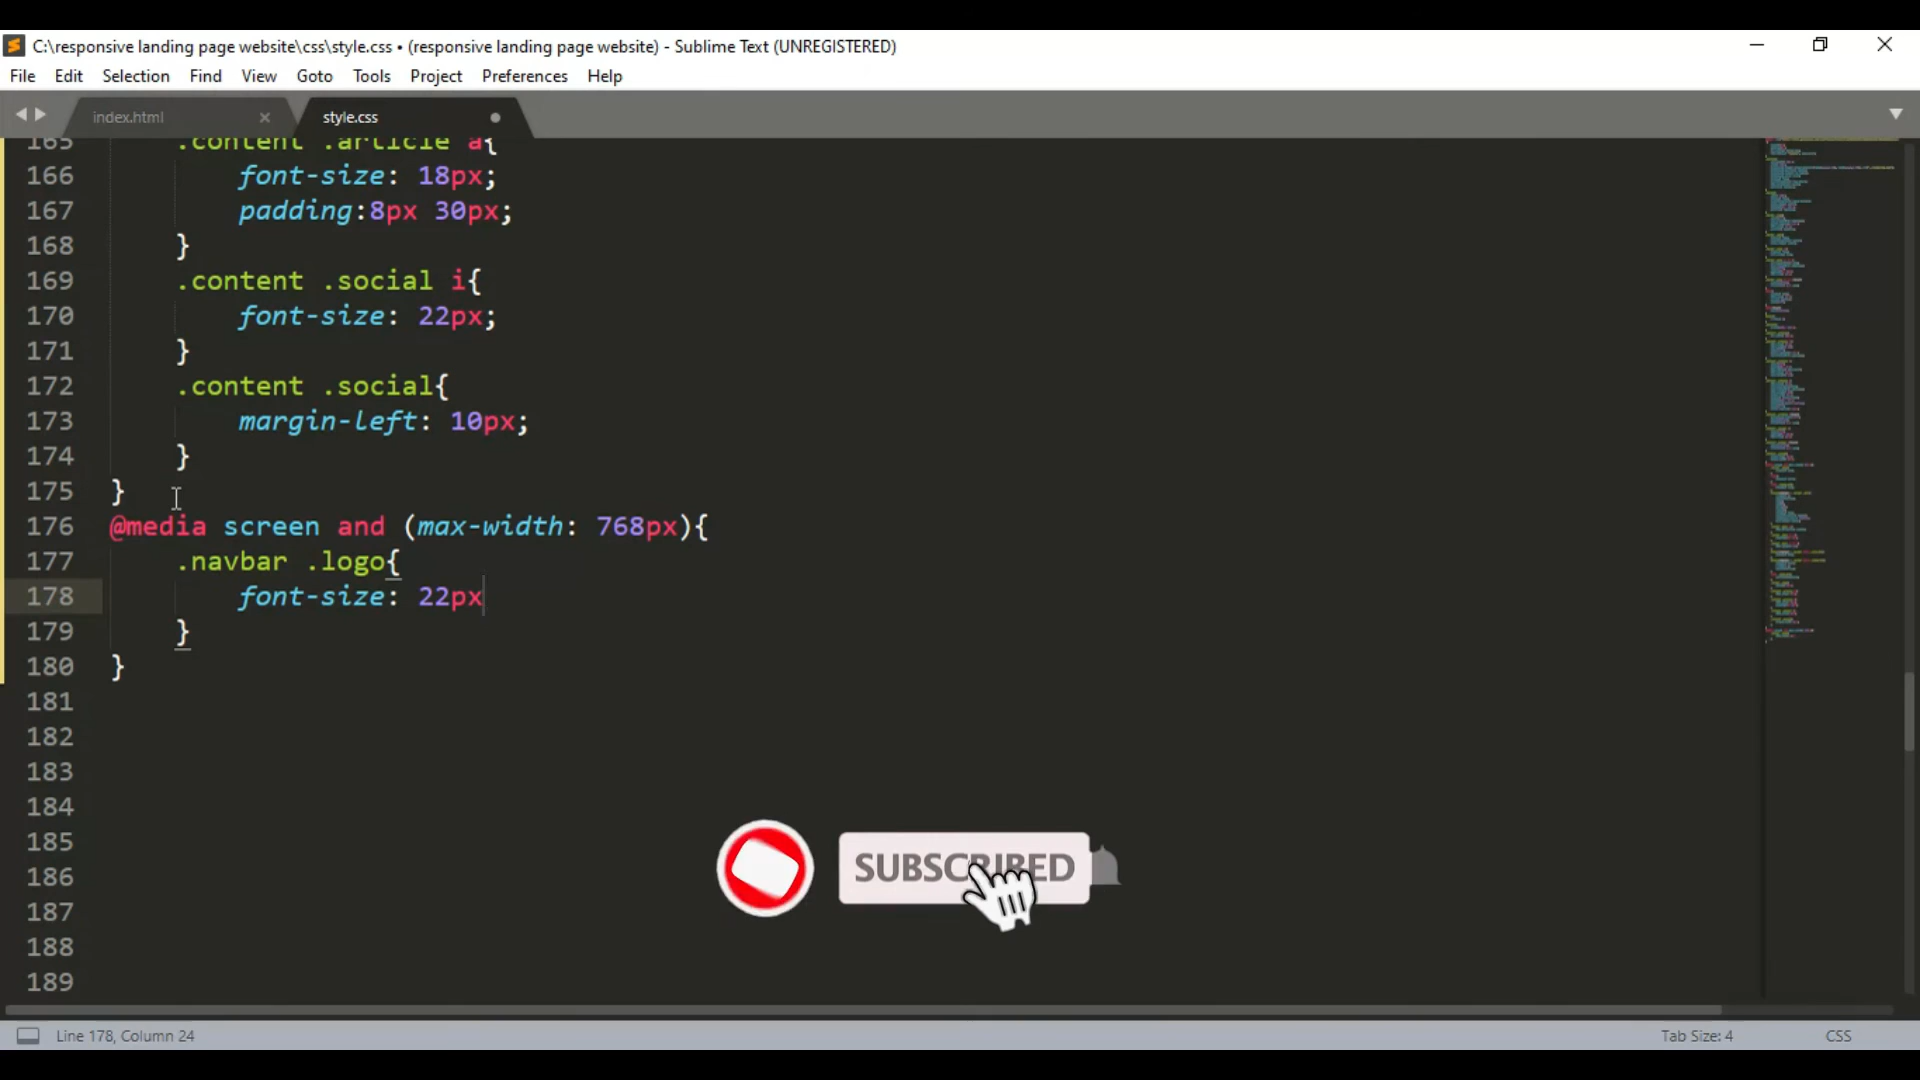 C:\responsive landing page website\css\style.css • (responsive landing page website) - Sublime Text (UNREGISTERED)
File Edit Selection Find View Goto Tools Project Preferences Help
index.html × style.css
165 .content .article a{
166 font-size: 18px;
167 padding:8px 30px;
168 }
169 .content .social i{
170 font-size: 22px;
171 }
172 .content .social{
173 margin-left: 10px;
174 }
175 }
176 @media screen and (max-width: 768px){
177 .navbar .logo{
178 font-size: 22px
179 }
180 }
181
182
183
184
185
186
SUBSCRIBED
187
188
189
Line 178, Column 24 Tab Size: 4 CSS